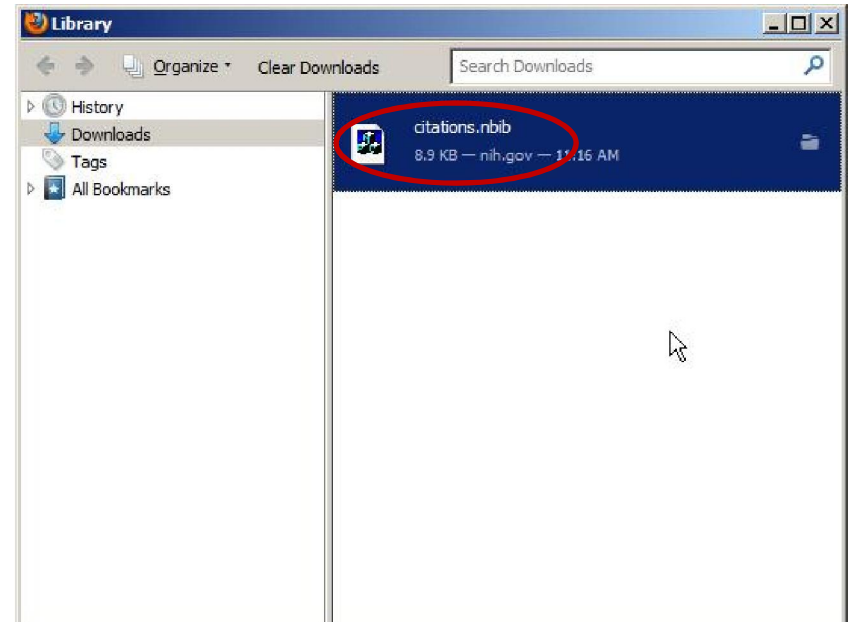 Library
Organize Clear Downloads Search Downloads
History
Downloads
Tags
All Bookmarks
citations.nbib
8.9 KB — nih.gov — 11:16 AM